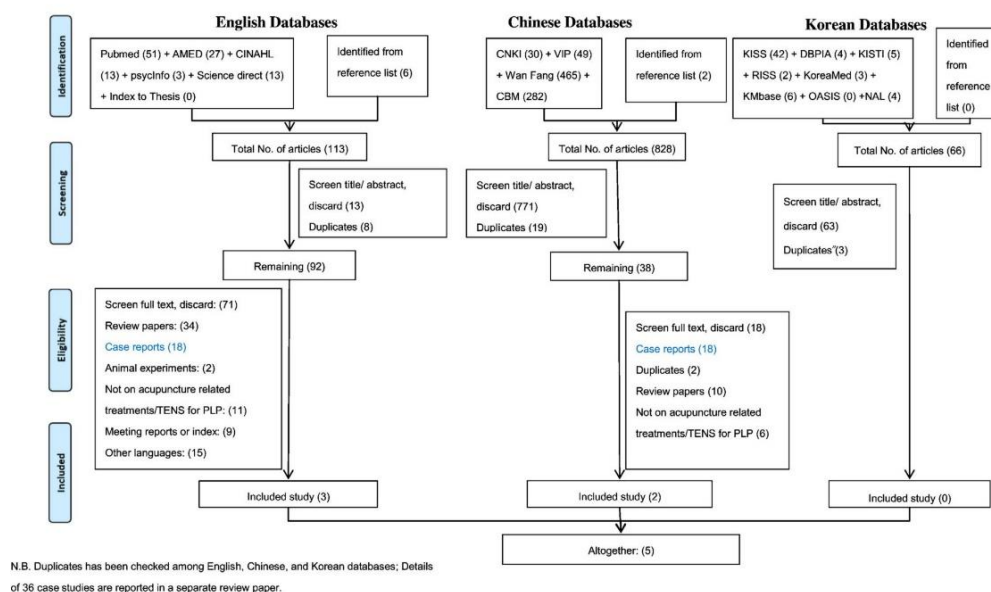 English Databases
Chinese Databases
Korean Databases
Identification
Pubmed (51) + AMED (27) + CINAHL
(13) + psycInfo (3) + Science direct (13)
+ Index to Thesis (0)
Identified from
reference list (6)
CNKI (30) + VIP (49)
+ Wan Fang (465) +
CBM (282)
Identified from
reference list (2)
KISS (42) + DBPIA (4) + KISTI (5)
+ RISS (2) + KoreaMed (3) +
KMbase (6) + OASIS (0) +NAL (4)
Identified
from
reference
list (0)
Total No. of articles (113)
Total No. of articles (828)
Total No. of articles (66)
Screening
Screen title/ abstract,
discard (13)
Duplicates (8)
Screen title/ abstract,
discard (771)
Duplicates (19)
Screen title/ abstract,
discard (63)
Duplicates"(3)
Remaining (92)
Remaining (38)
Eligibility
Screen full text, discard: (71)
Review papers: (34)
Case reports (18)
Animal experiments: (2)
Not on acupuncture related
treatments/TENS for PLP: (11)
Meeting reports or index: (9)
Other languages: (15)
Screen full text, discard (18)
Case reports (18)
Duplicates (2)
Review papers (10)
Not on acupuncture related
treatments/TENS for PLP (6)
Included
Included study (3)
Included study (2)
Included study (0)
Altogether: (5)
N.B. Duplicates has been checked among English, Chinese, and Korean databases; Details
of 36 case studies are reported in a separate review paper.